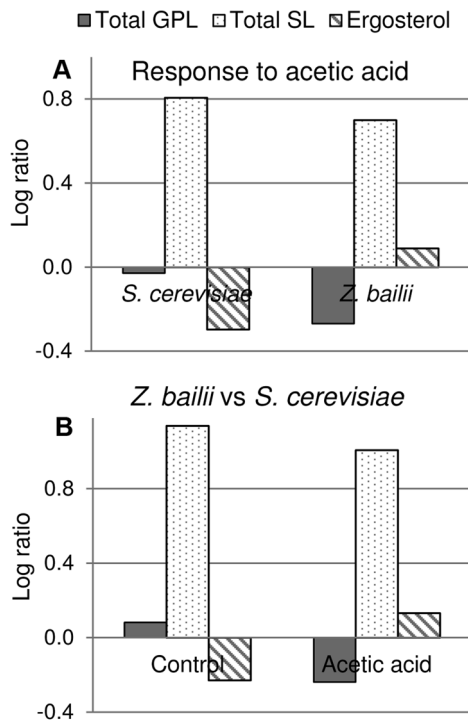 Total GPL Total SL Ergosterol
A Response to acetic acid
0.8
0.4
0.0
-0.4
Log ratio
S. cerevisiae Z. bailii
Z. bailii vs S. cerevisiae
B
0.8
0.4
0.0
-0.4
Log ratio
Control Acetic acid